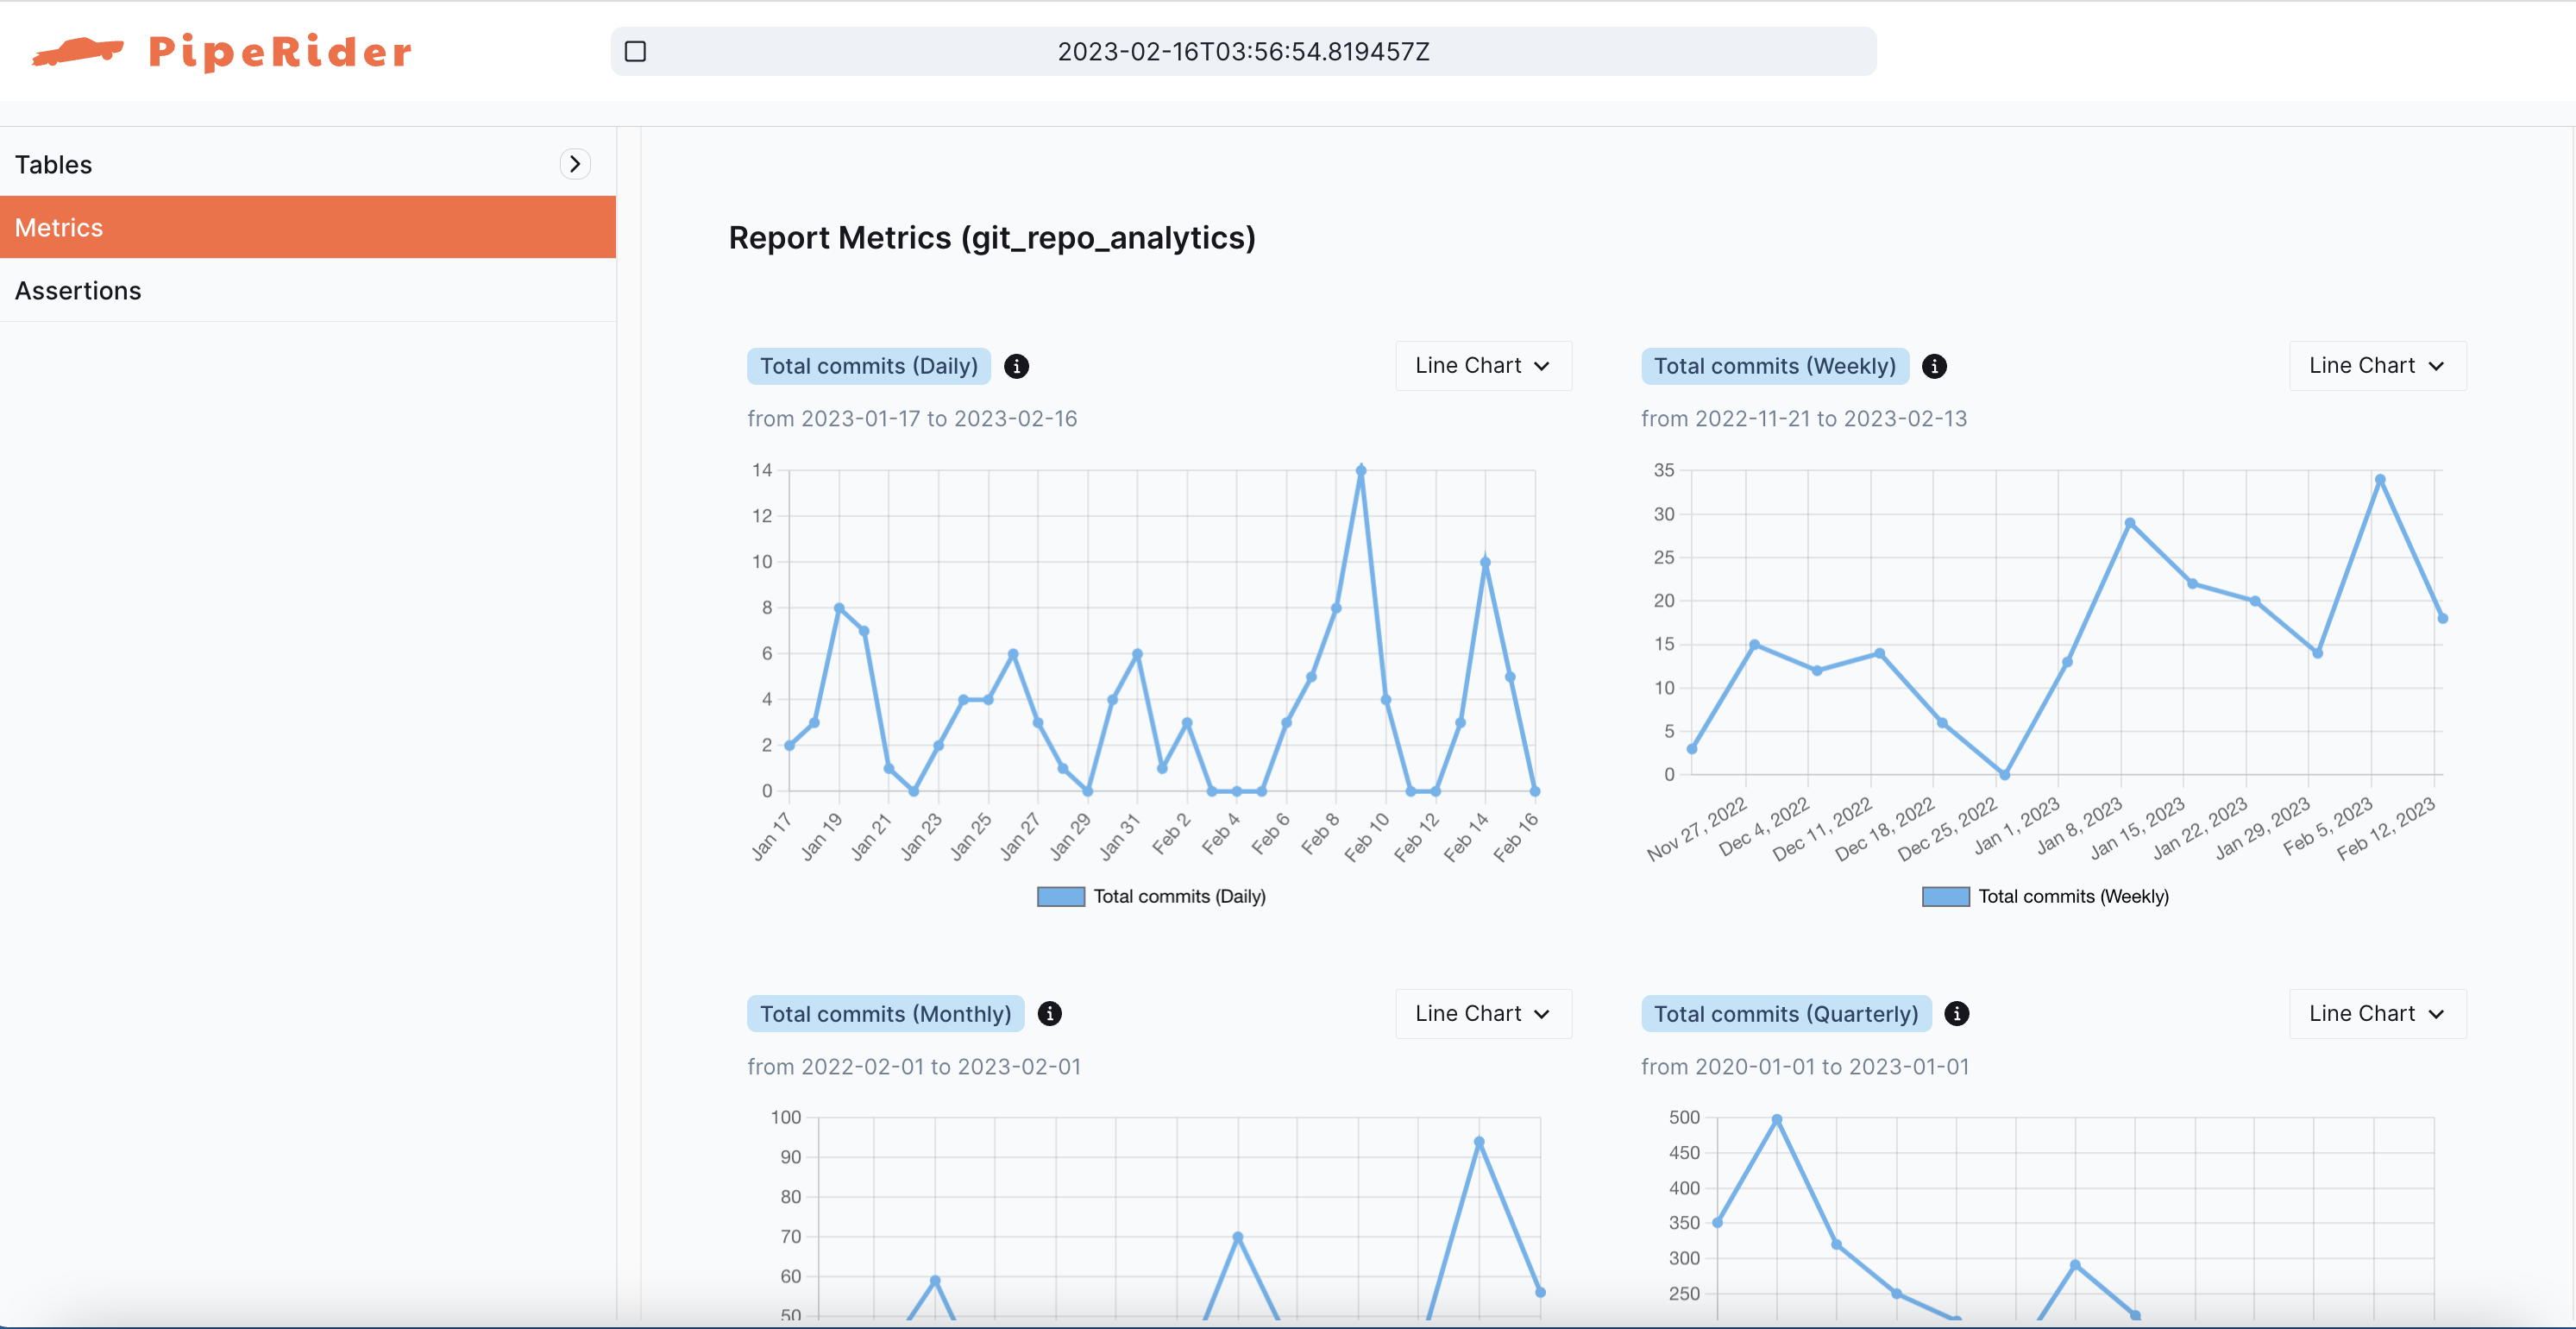 PipeRider
2023-02-16T03:56:54.819457Z
Tables
Metrics
Assertions
Report Metrics (git_repo_analytics)
Total commits (Daily)
Line Chart
from 2023-01-17 to 2023-02-16
14
12
10
8
6
4
2
0
Jan 17
Jan 19
Jan 21
Jan 23
Jan 25
Jan 27
Jan 29
Jan 31
Feb 2
Feb 4
Feb 6
Feb 8
Feb 10
Feb 12
Feb 14
Feb 16
Total commits (Daily)
Total commits (Weekly)
Line Chart
from 2022-11-21 to 2023-02-13
35
30
25
20
15
10
5
0
Nov 27, 2022
Dec 4, 2022
Dec 11, 2022
Dec 18, 2022
Dec 25, 2022
Jan 1, 2023
Jan 8, 2023
Jan 15, 2023
Jan 22, 2023
Jan 29, 2023
Feb 5, 2023
Feb 12, 2023
Total commits (Weekly)
Total commits (Monthly)
Line Chart
from 2022-02-01 to 2023-02-01
100
90
80
70
60
50
Total commits (Quarterly)
Line Chart
from 2020-01-01 to 2023-01-01
500
450
400
350
300
250